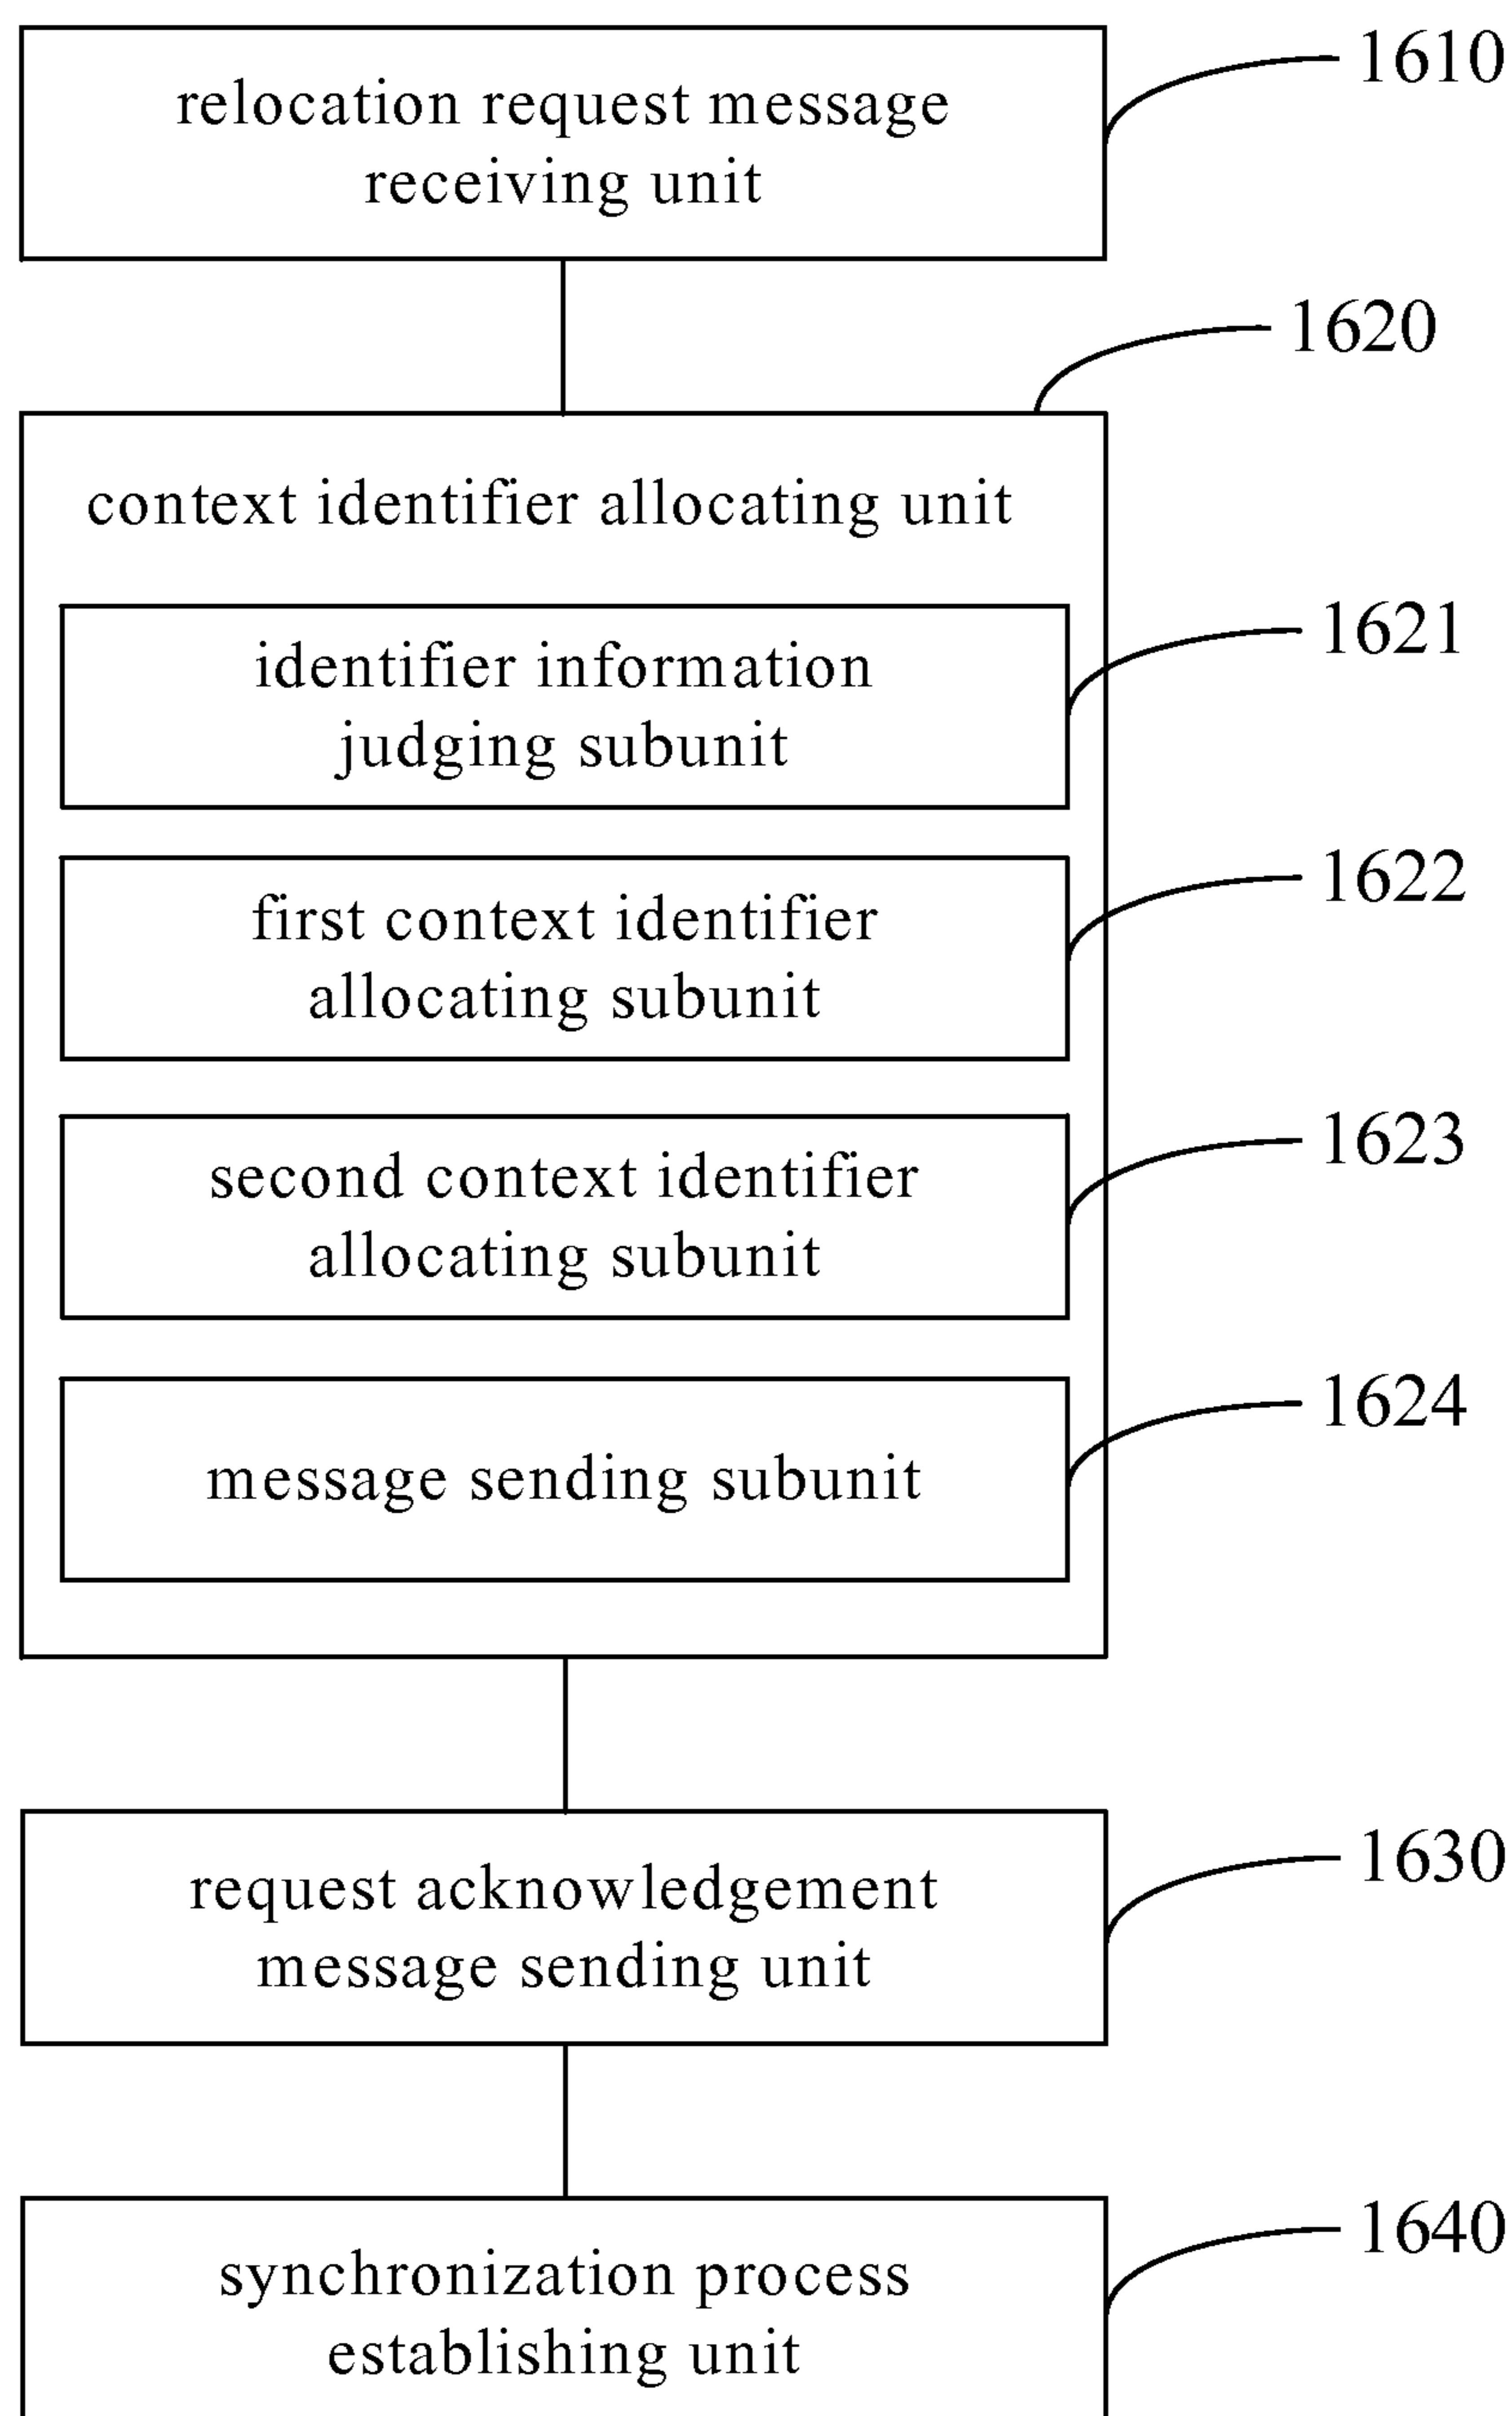 relocation request message
receiving unit
1610
1620
context identifier allocating unit
identifier information
judging subunit
1621
first context identifier
allocating subunit
1622
second context identifier
allocating subunit
1623
message sending subunit
1624
request acknowledgement
message sending unit
1630
synchronization process
establishing unit
1640